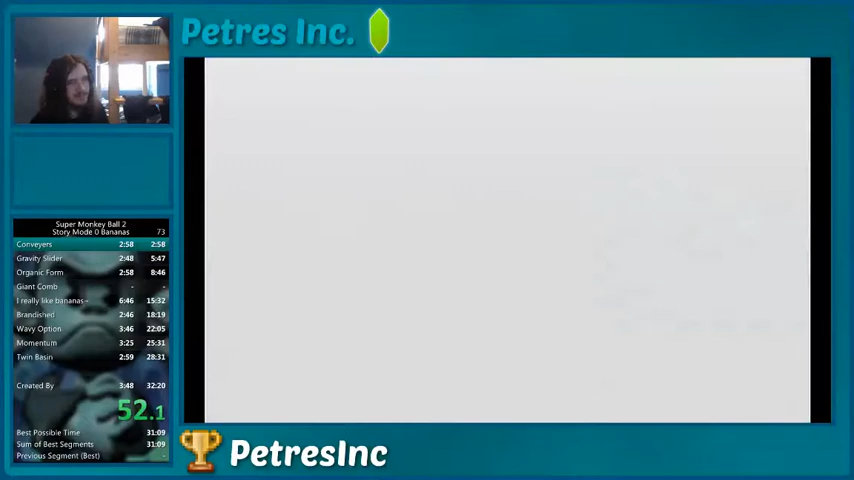 Petres Inc.
Super Monkey Ball 2
Story Mode 0 Bananas 73
Conveyers 2:58 2:58
Gravity Slider 2:48 5:47
Organic Form 2:58 8:46
Giant Comb - -
I really like bananas~ 6:46 15:32
Brandished 2:46 18:19
Wavy Option 3:46 22:05
Momentum 3:25 25:31
Twin Basin 2:59 28:31
Created By 3:48 32:20
52.1
Best Possible Time 31:09
Sum of Best Segments 31:09
Previous Segment (Best) -
PetresInc